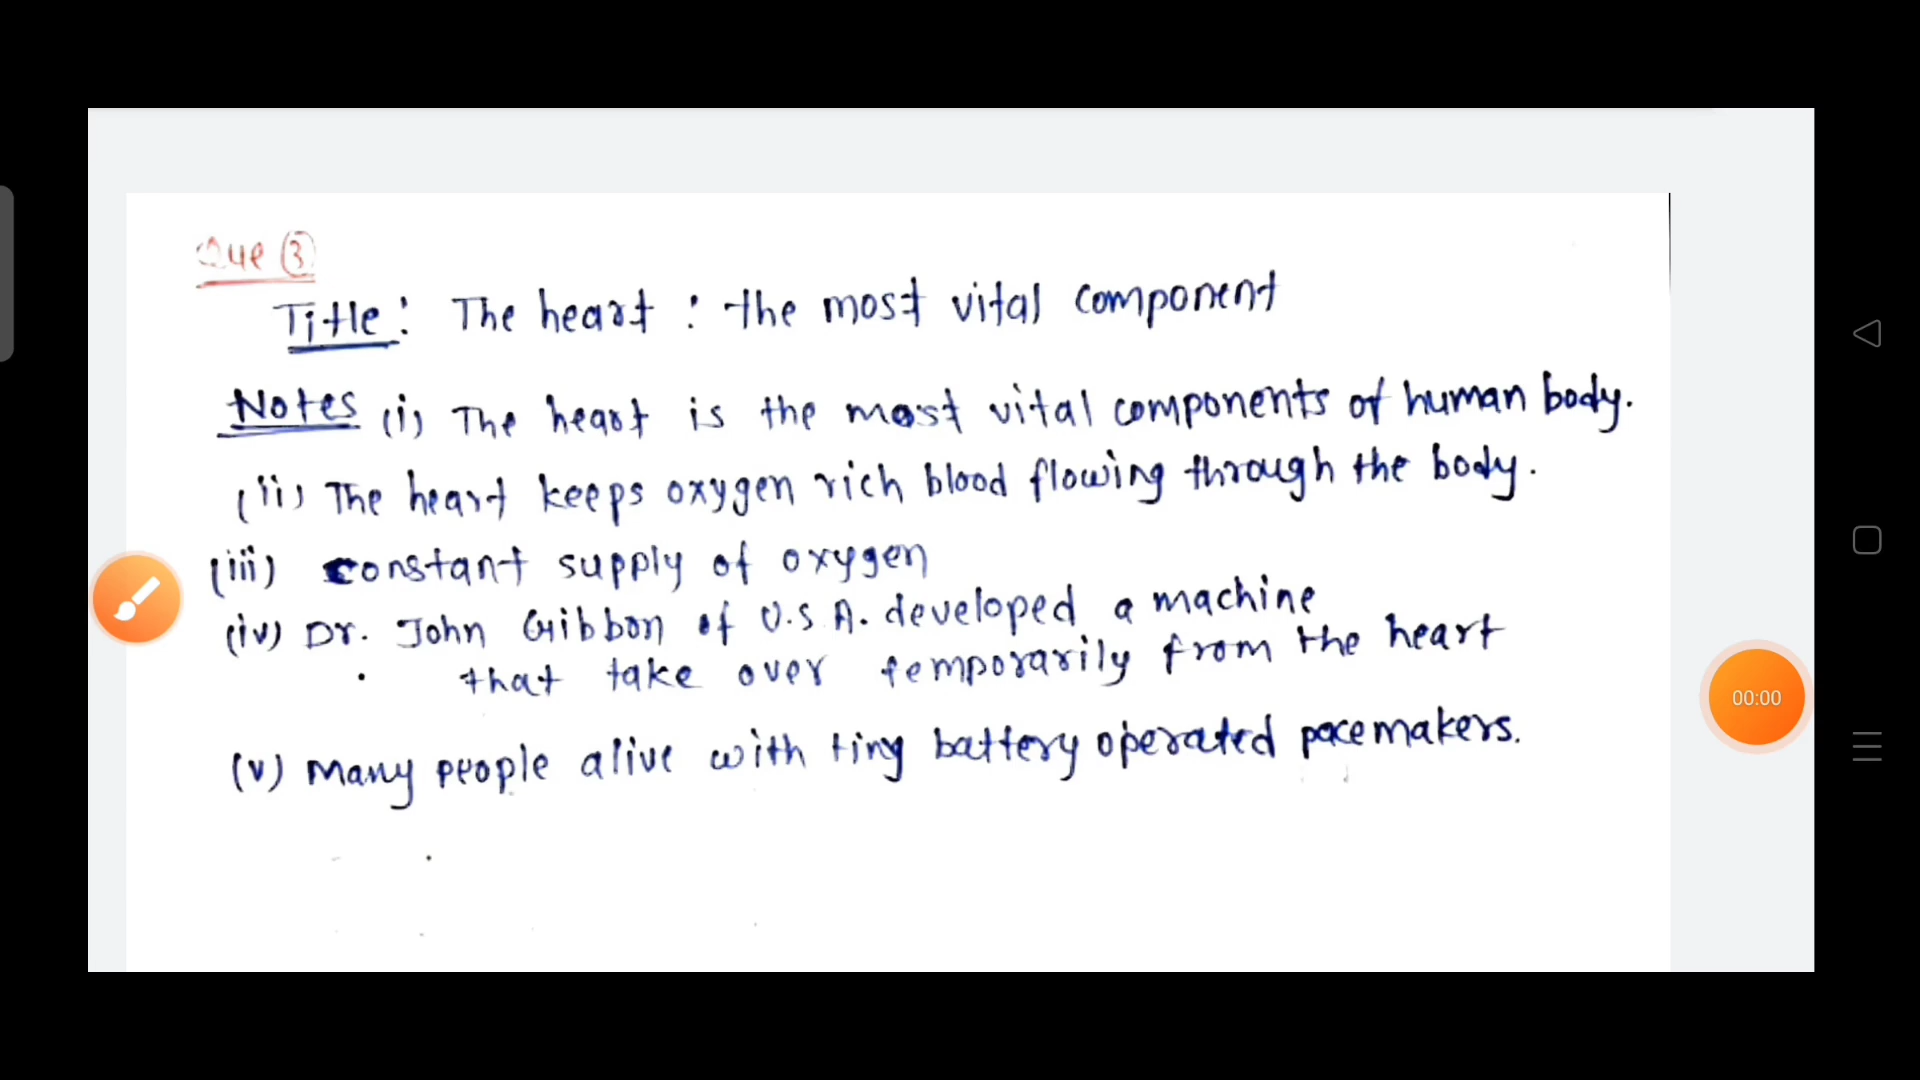 Que ③
Title: The heart : the most vital component
Notes (i) The heart is the most vital components of human body.
(ii) The heart keeps oxygen rich blood flowing through the body.
(iii) constant supply of oxygen
(iv) Dr. John Gibbon of U.S A. developed a machine
that take over temporarily from the heart
(v) Many people alive with tiny battery operated pacemakers.
00:00